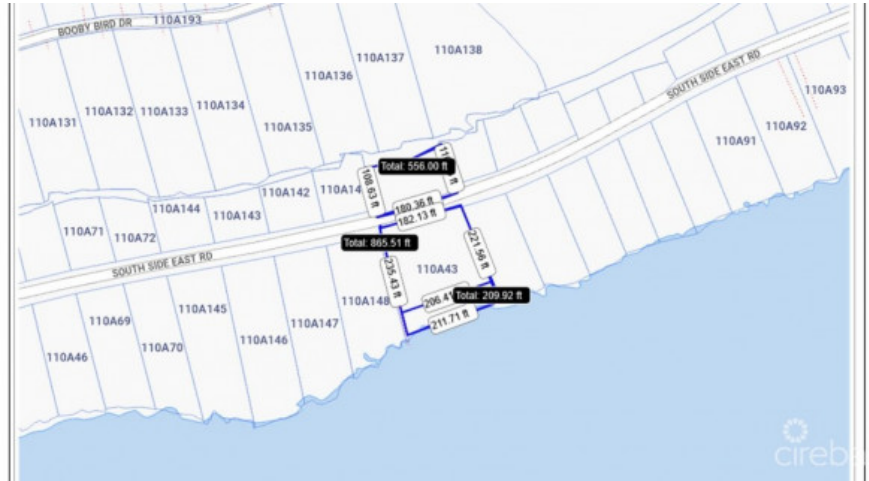 BOOBY BIRD DR
110A193
110A138
110A137
110A136
SOUTH SIDE EAST RD
110A93
110A131
110A132
110A133
110A134
110A135
110A92
110A91
Total: 556.00 ft
108.63 ft
110A142
180.36 ft
182.13 ft
110A144
110A143
110A71
110A72
Total: 865.51 ft
221.56 ft
SOUTH SIDE EAST RD
235.43 ft
110A43
Total: 209.92 ft
110A148
211.71 ft
110A145
110A69
110A147
110A146
110A70
110A46